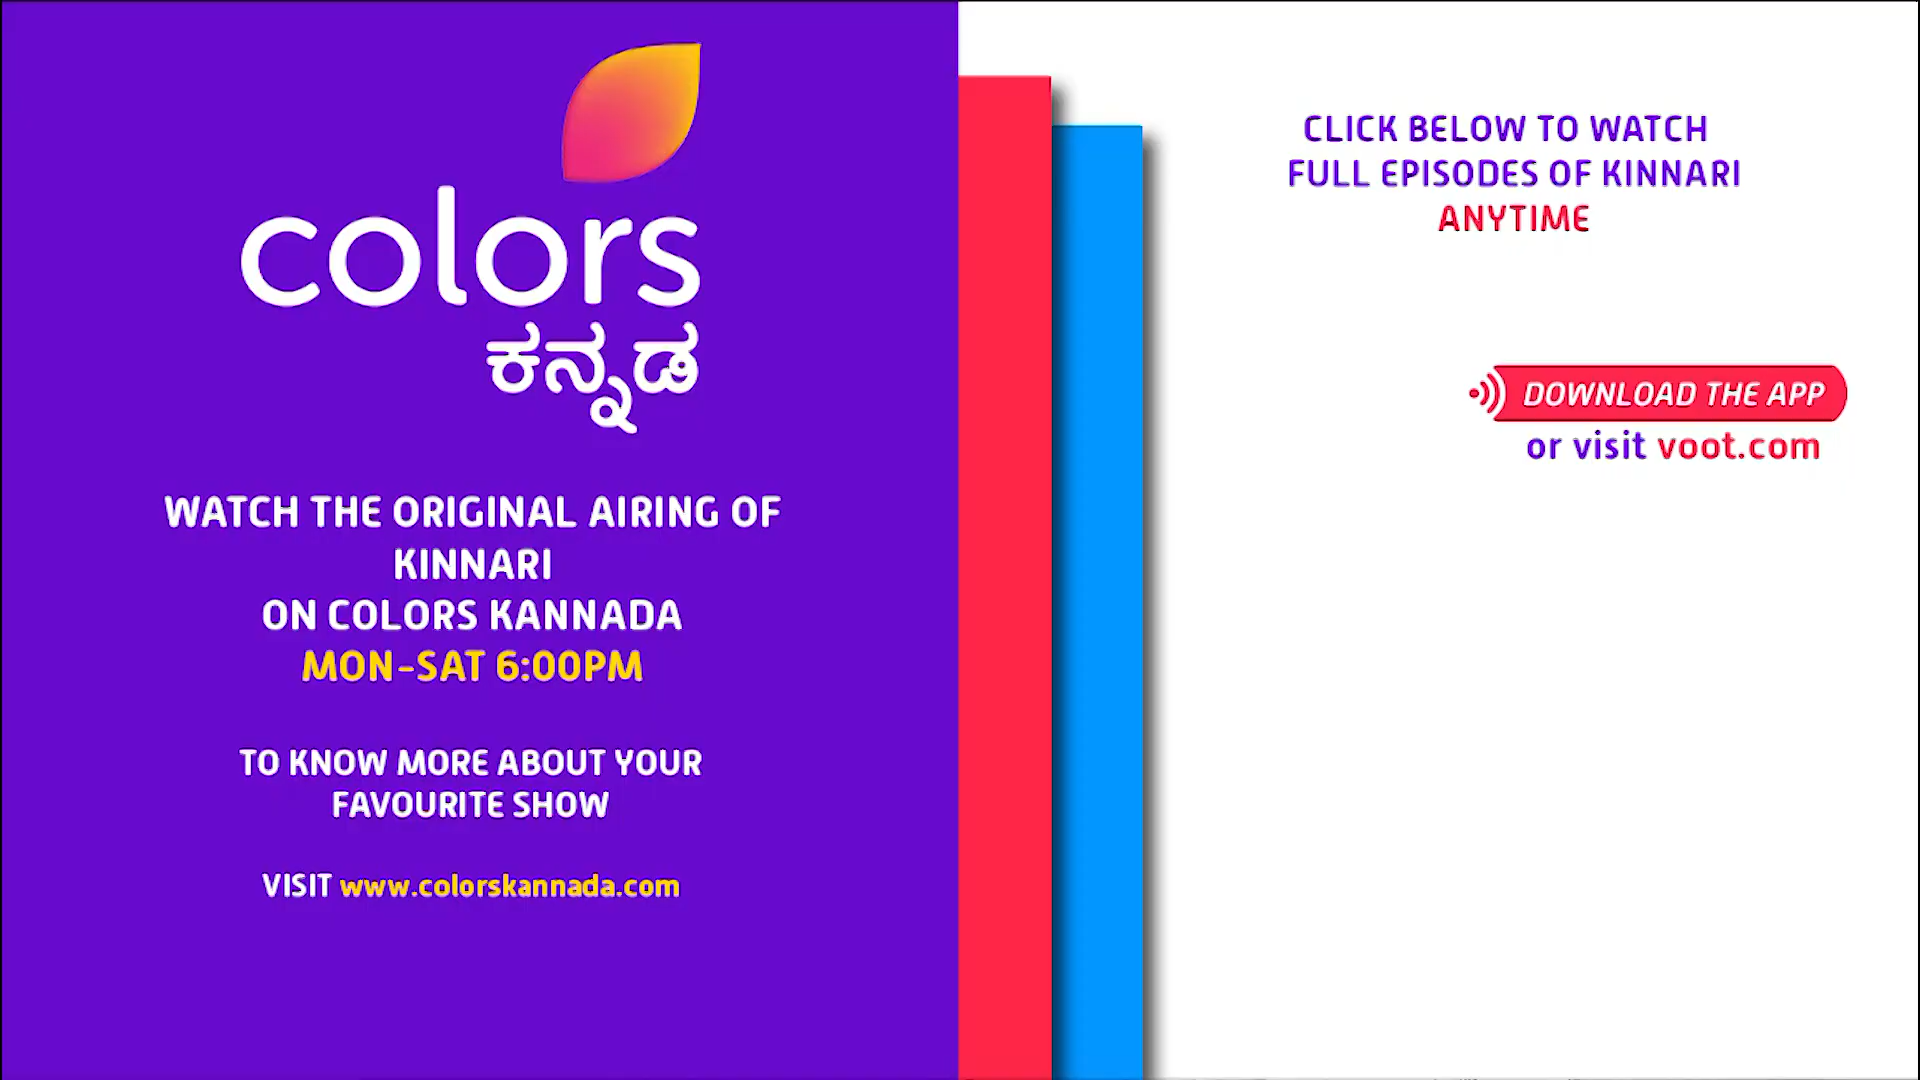 colors
ಕನ್ನಡ
WATCH THE ORIGINAL AIRING OF
KINNARI
ON COLORS KANNADA
MON-SAT 6:00PM
TO KNOW MORE ABOUT YOUR
FAVOURITE SHOW
VISIT www.colorskannada.com
CLICK BELOW TO WATCH
FULL EPISODES OF KINNARI
ANYTIME
DOWNLOAD THE APP
or visit voot.com